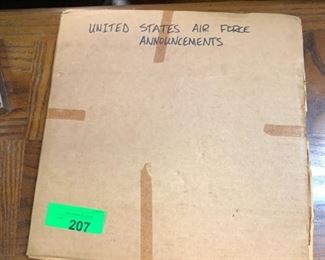 UNITED STATES AIR FORCE
ANNOUNCEMENTS
207